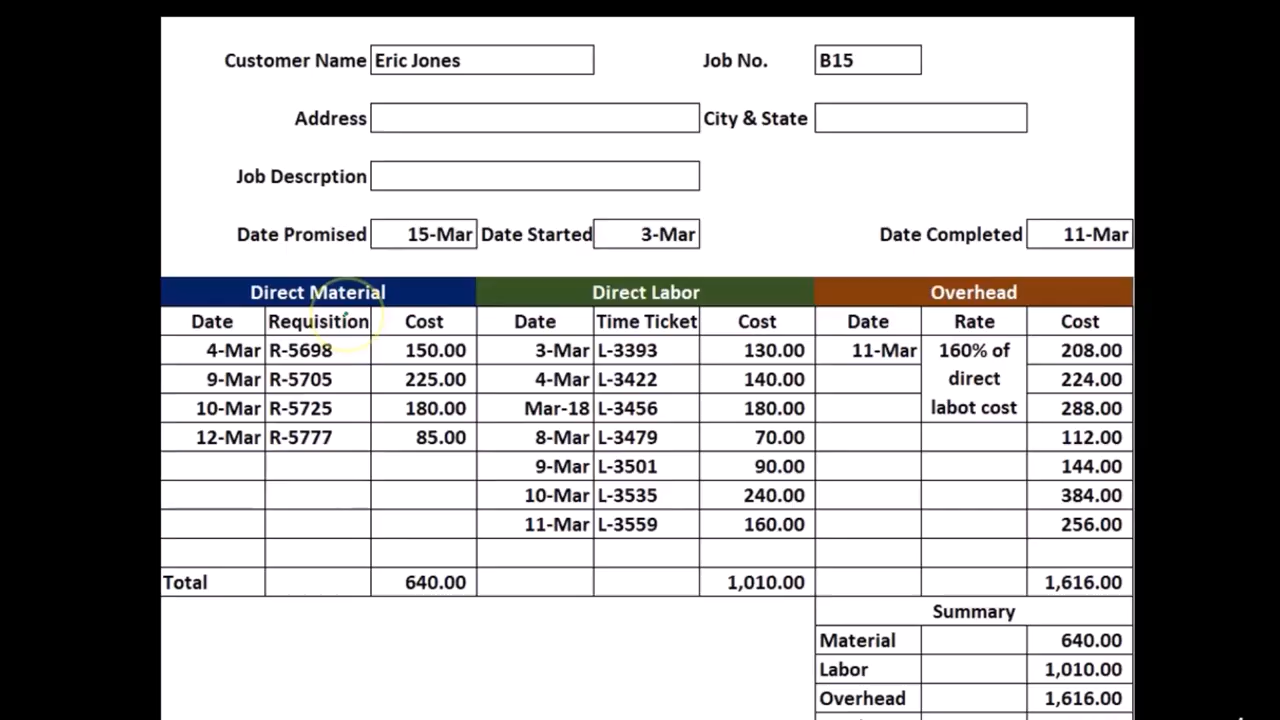 Customer Name Eric Jones Job No. B15
Address City & State
Job Descrption
Date Promised 15-Mar Date Started 3-Mar Date Completed 11-Mar
Direct Material Direct Labor Overhead
Date Requisition Cost Date Time Ticket Cost Date Rate Cost
4-Mar R-5698 150.00 3-Mar L-3393 130.00 11-Mar 160% of 208.00
9-Mar R-5705 225.00 4-Mar L-3422 140.00 direct 224.00
10-Mar R-5725 180.00 Mar-18 L-3456 180.00 labot cost 288.00
12-Mar R-5777 85.00 8-Mar L-3479 70.00 112.00
9-Mar L-3501 90.00 144.00
10-Mar L-3535 240.00 384.00
11-Mar L-3559 160.00 256.00
Total 640.00 1,010.00 1,616.00
Summary
Material 640.00
Labor 1,010.00
Overhead 1,616.00